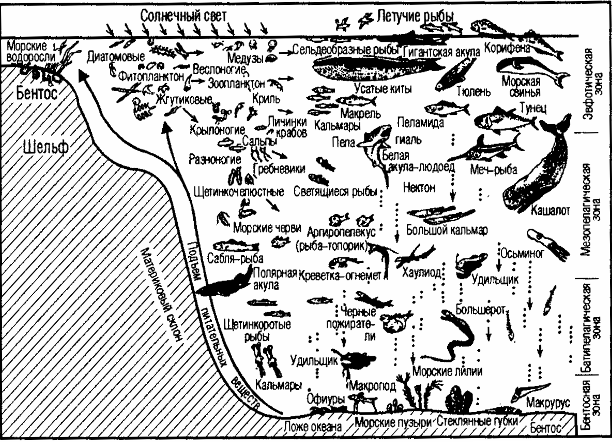 Солнечный свет
Летучие рыбы
Морские
водоросли
Диатомовые
Медузы
Сельдеобразные рыбы
Гигантская акула
Корифена
Бентос
Фитопланктон
Веслоногие
Зоопланктон
Усатые киты
Тюлень
Морская
свинья
Жгутиковые
Криль
Макрель
Тунец
Эвфотическая
зона
Шельф
Крылоногие
Личинки
крабов
Кальмары
Пеламида
Сальпы
Пела
гиаль
Разноногие
Гребневики
Белая
акула-людоед
Меч-рыба
Щетинкочелюстные
Светящиеся рыбы
Нектон
Кашалот
Мезопелагическая
зона
Морские черви
Аргиропелекус
(рыба-топорик)
Большой кальмар
Сабля-рыба
Осьминог
Полярная
акула
Креветка-огнемет
Хаулиод
Удильщик
Материковый склон
Подъем
питательных
веществ
Щетинкоротые
рыбы
Черные
пожирате-
ли
Большерот
Батипелагическая
зона
Удильщик
Морские лилии
Кальмары
Макропод
Офиуры
Макрурус
Бентосная
зона
Ложе океана
Морские пузыри
Стеклянные губки
Бентос